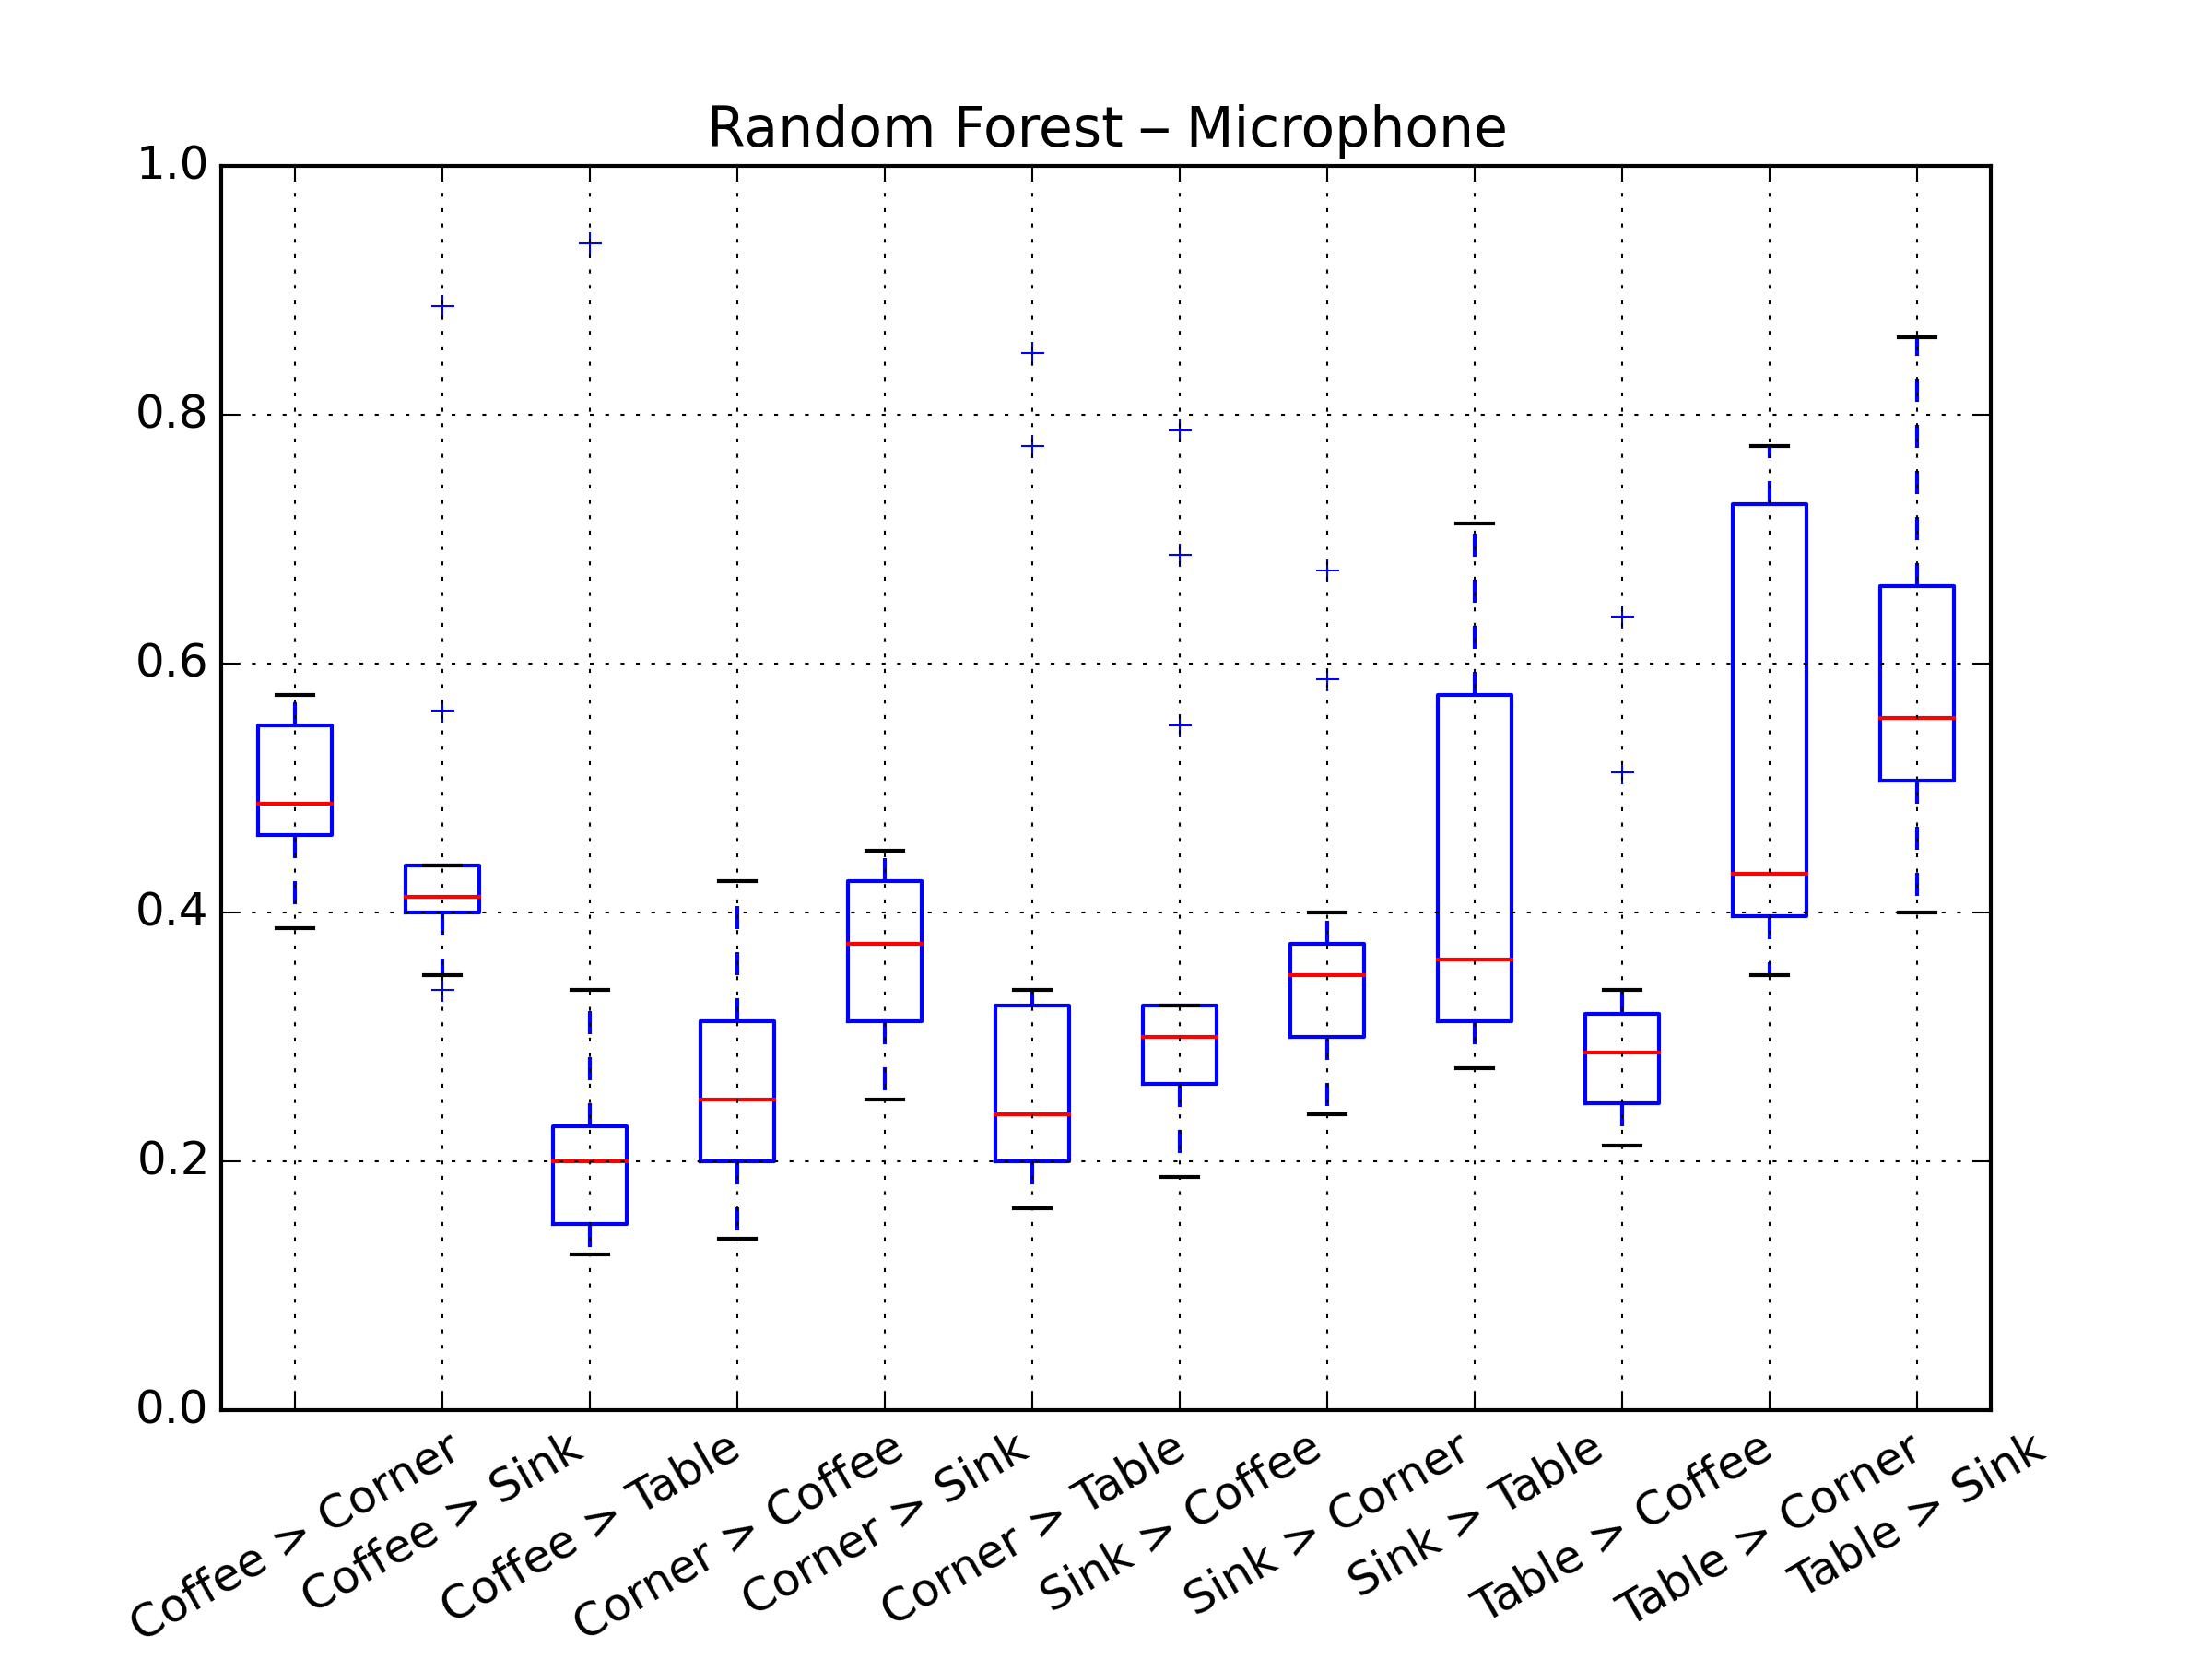 Random Forest – Microphone
1.0
0.8
0.6
0.4
0.2
0.0
Coffee > Corner
Coffee > Sink
Coffee > Table
Corner > Coffee
Corner > Sink
Corner > Table
Sink > Coffee
Sink > Corner
Sink > Table
Table > Coffee
Table > Corner
Table > Sink